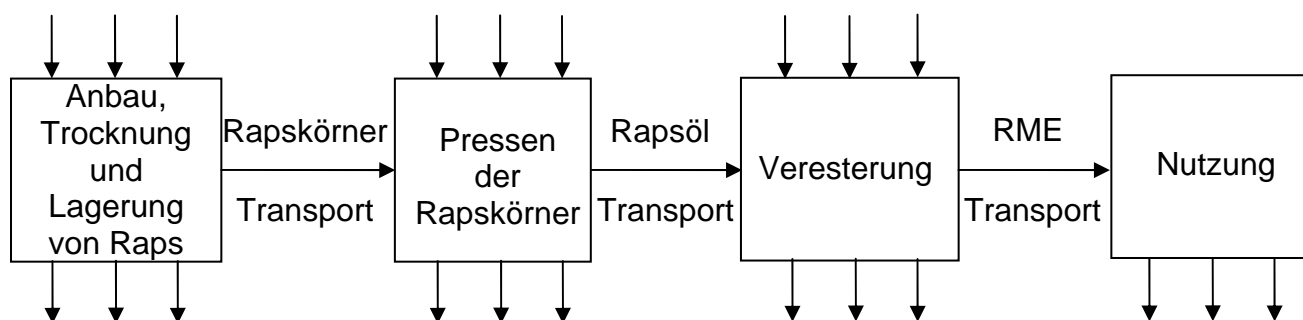 Anbau,
Trocknung
und
Lagerung
von Raps
Rapskörner
Transport
Pressen
der
Rapskörner
Rapsöl
Transport
Veresterung
RME
Transport
Nutzung